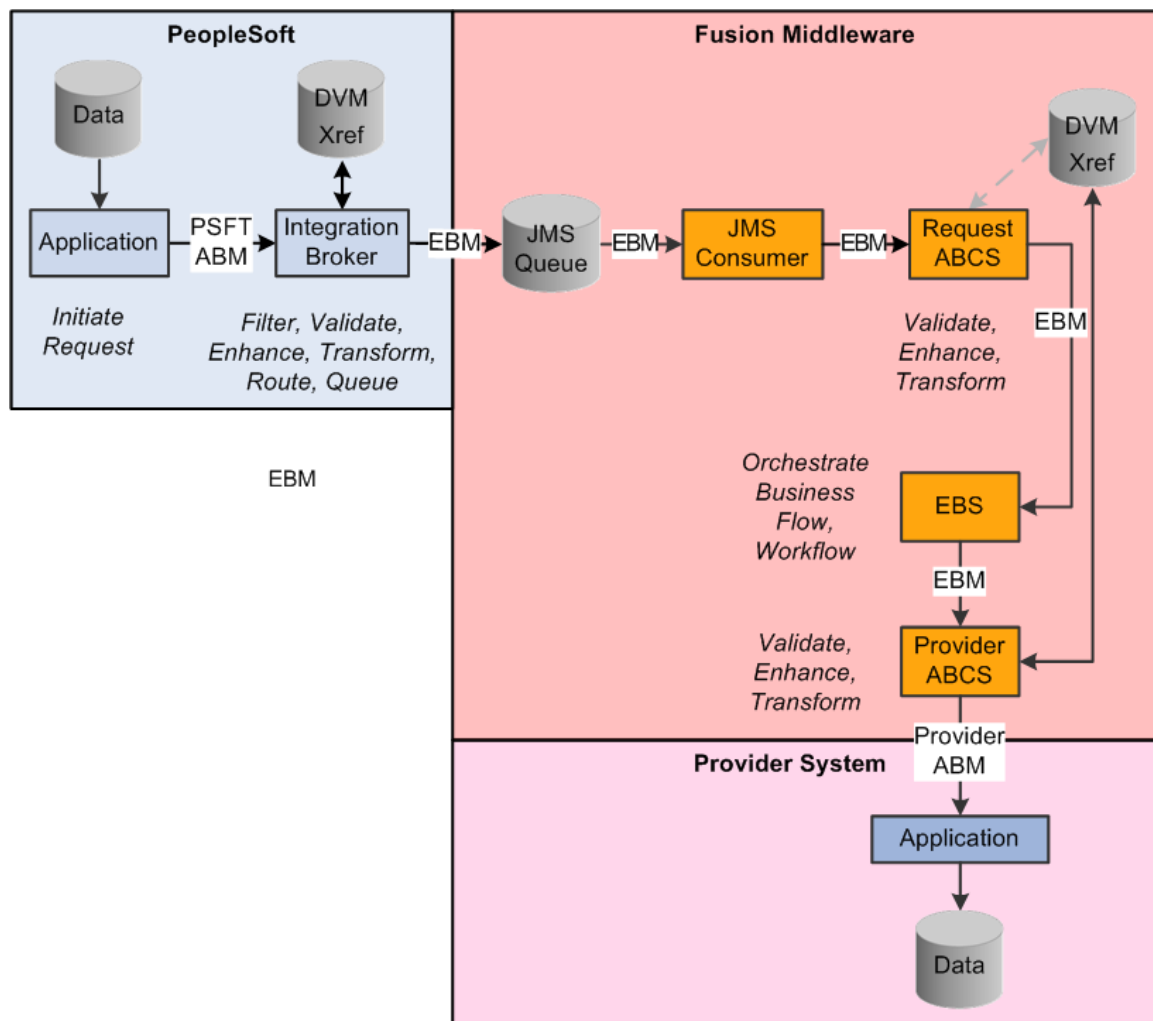 PeopleSoft
Data
DVM
Xref
Application
PSFT
ABM
Integration
Broker
EBM
Initiate
Request
Filter, Validate,
Enhance, Transform,
Route, Queue
EBM
Fusion Middleware
DVM
Xref
JMS
Queue
EBM
JMS
Consumer
EBM
Request
ABCS
Validate,
Enhance,
Transform
EBM
Orchestrate
Business
Flow,
Workflow
EBS
EBM
Validate,
Enhance,
Transform
Provider
ABCS
Provider
ABM
Provider System
Application
Data